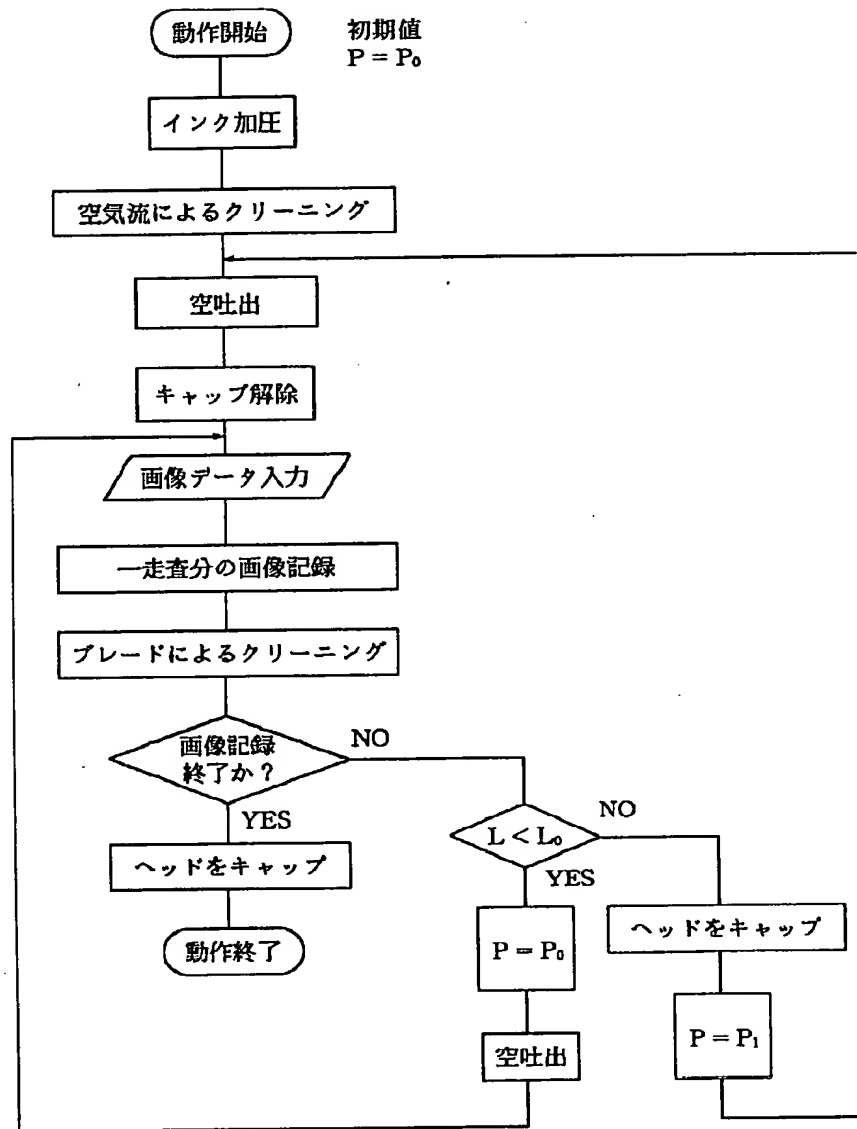 動作開始
初期値
P = P₀
インク加圧
空気流によるクリーニング
空吐出
キャップ解除
画像データ入力
一走査分の画像記録
ブレードによるクリーニング
画像記録
終了か?
NO
YES
ヘッドをキャップ
動作終了
L < L₀
NO
YES
P = P₀
空吐出
ヘッドをキャップ
P = P₁